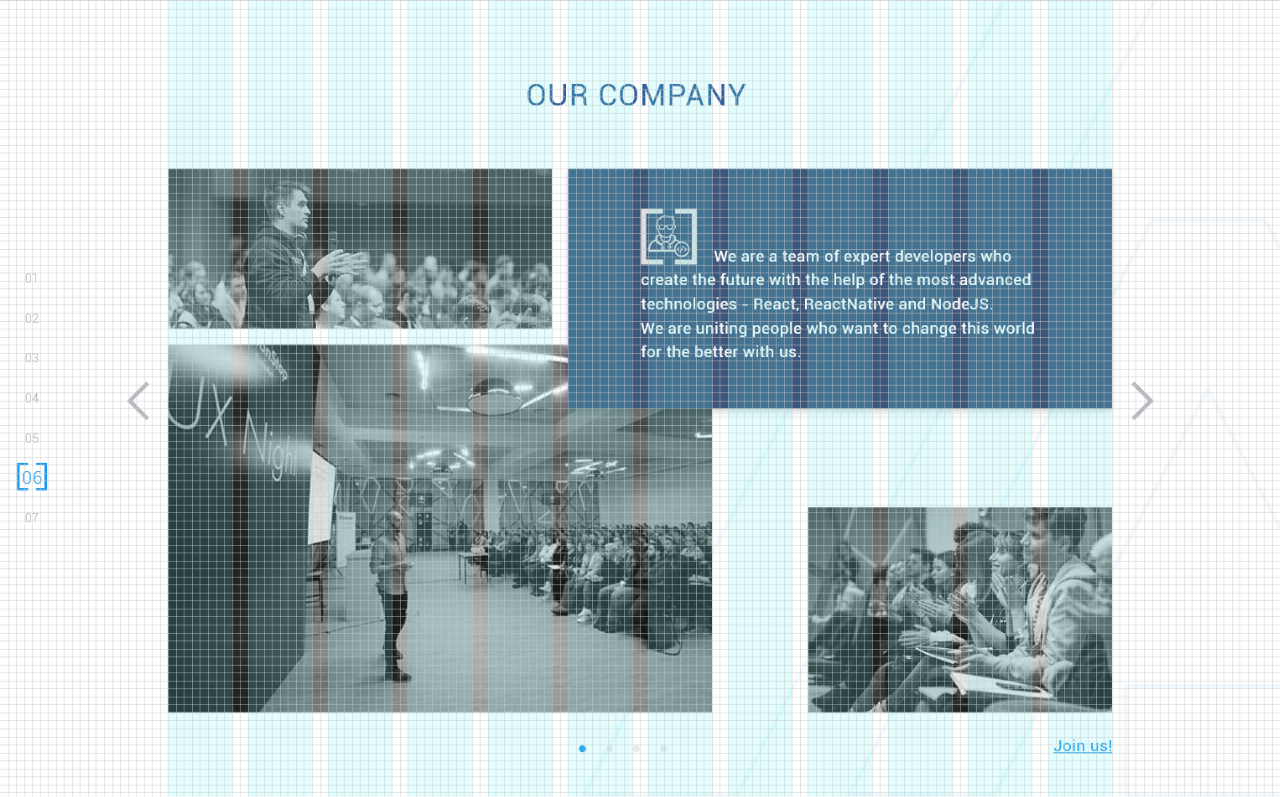 OUR COMPANY
We are a team of expert developers who
create the future with the help of the most advanced
technologies - React, ReactNative and NodeJS.
We are uniting people who want to change this world
for the better with us.
01
02
03
04
05
06
07
UX Night
Join us!